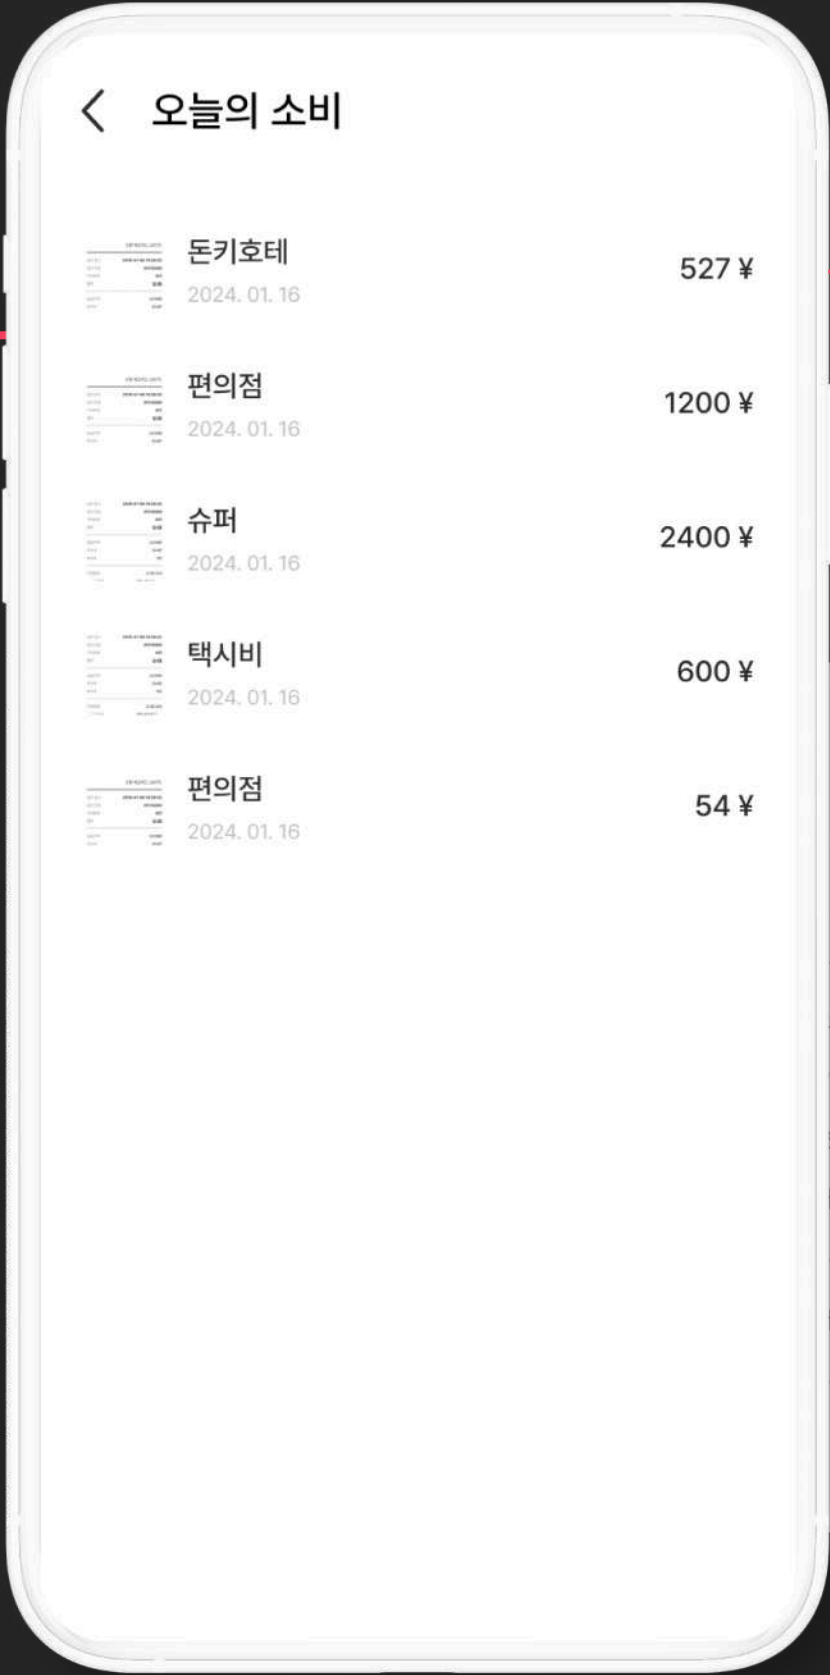 오늘의 소비
돈키호테
2024. 01. 16
527 ¥
편의점
2024. 01. 16
1200 ¥
슈퍼
2024. 01. 16
2400 ¥
택시비
2024. 01. 16
600 ¥
편의점
2024. 01. 16
54 ¥